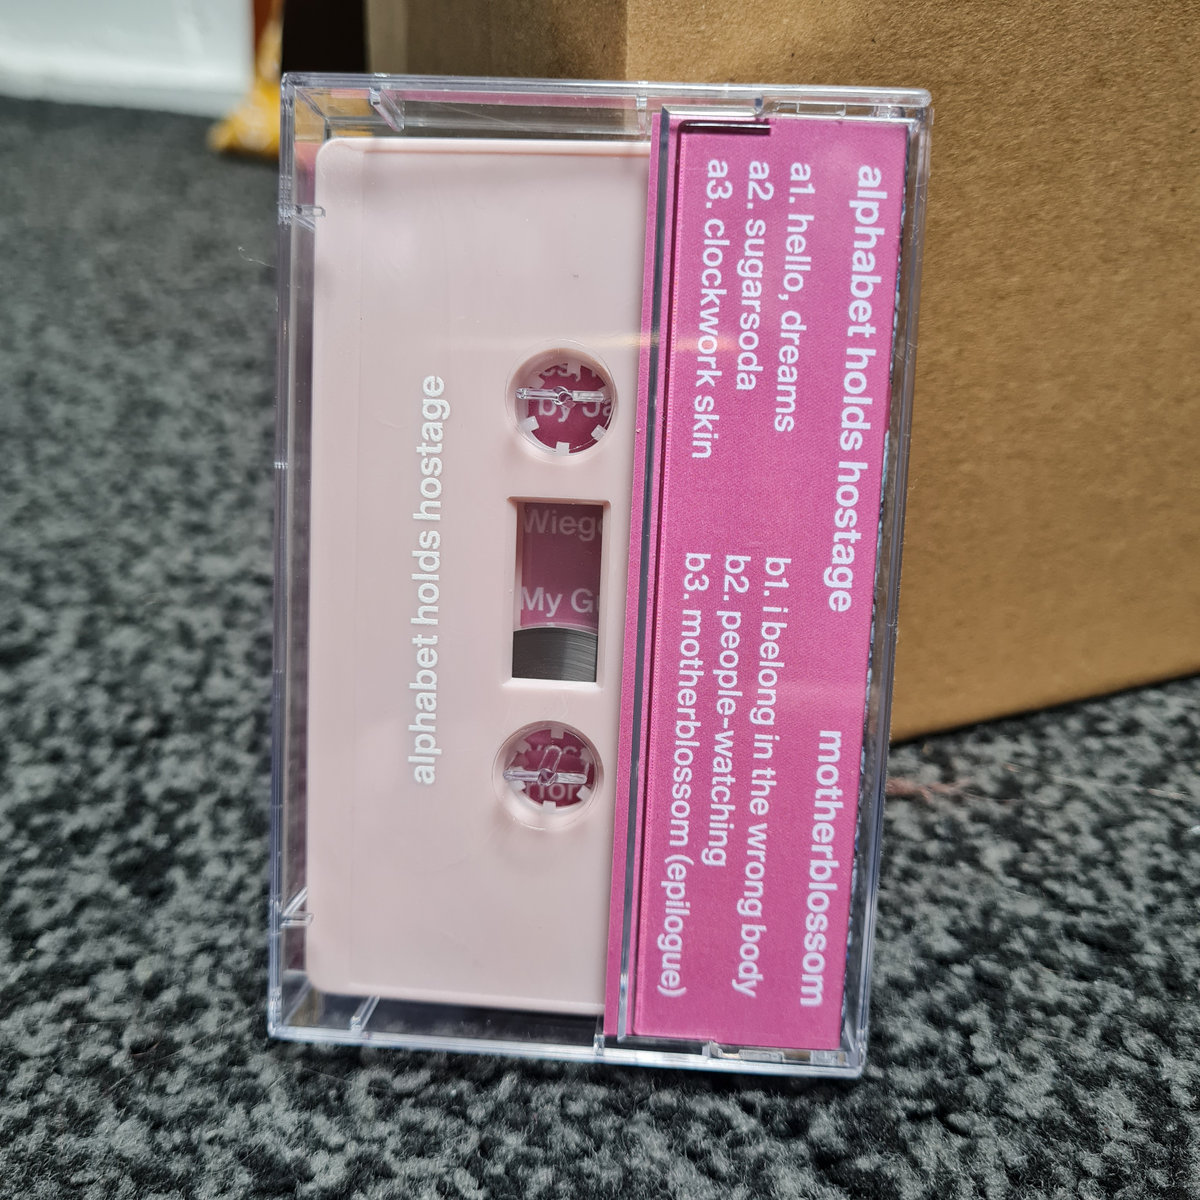 alphabet holds hostage
motherblossom
a1. hello, dreams
a2. sugarsoda
a3. clockwork skin
b1. i belong in the wrong body
b2. people-watching
b3. motherblossom (epilogue)
alphabet holds hostage
by
My